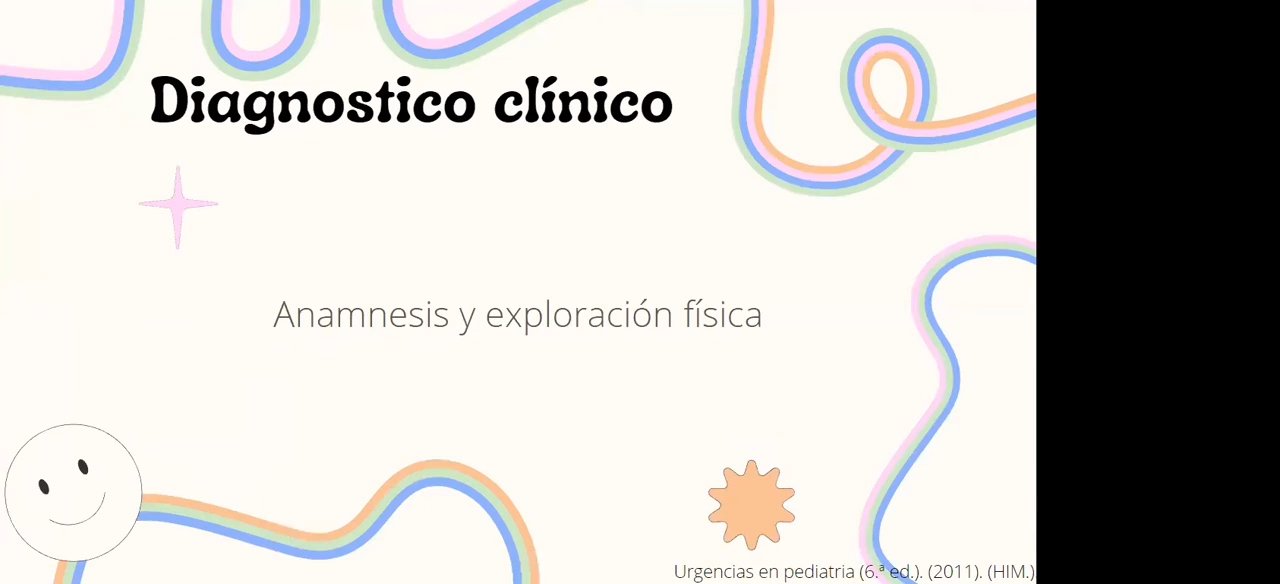 Diagnostico clínico
Anamnesis y exploración física
Urgencias en pediatria (6.ª ed.). (2011). (HIM.)